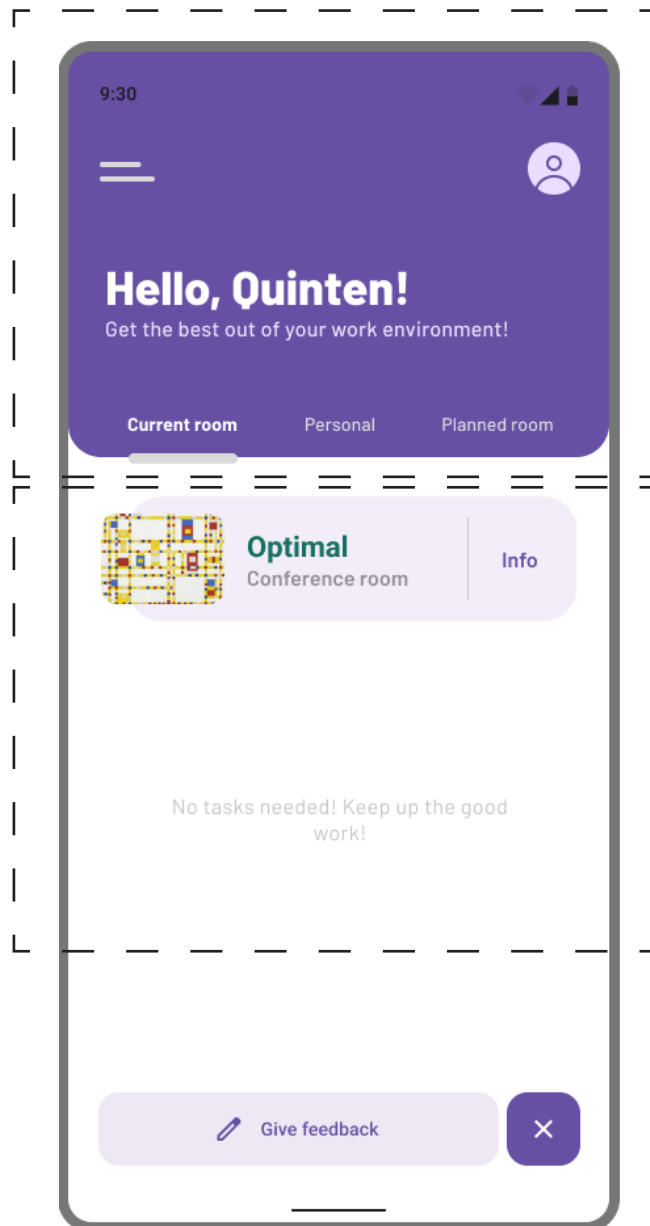 9:30
Hello, Quinten!
Get the best out of your work environment!
Current room Personal Planned room
Optimal
Conference room
Info
No tasks needed! Keep up the good
work!
Give feedback